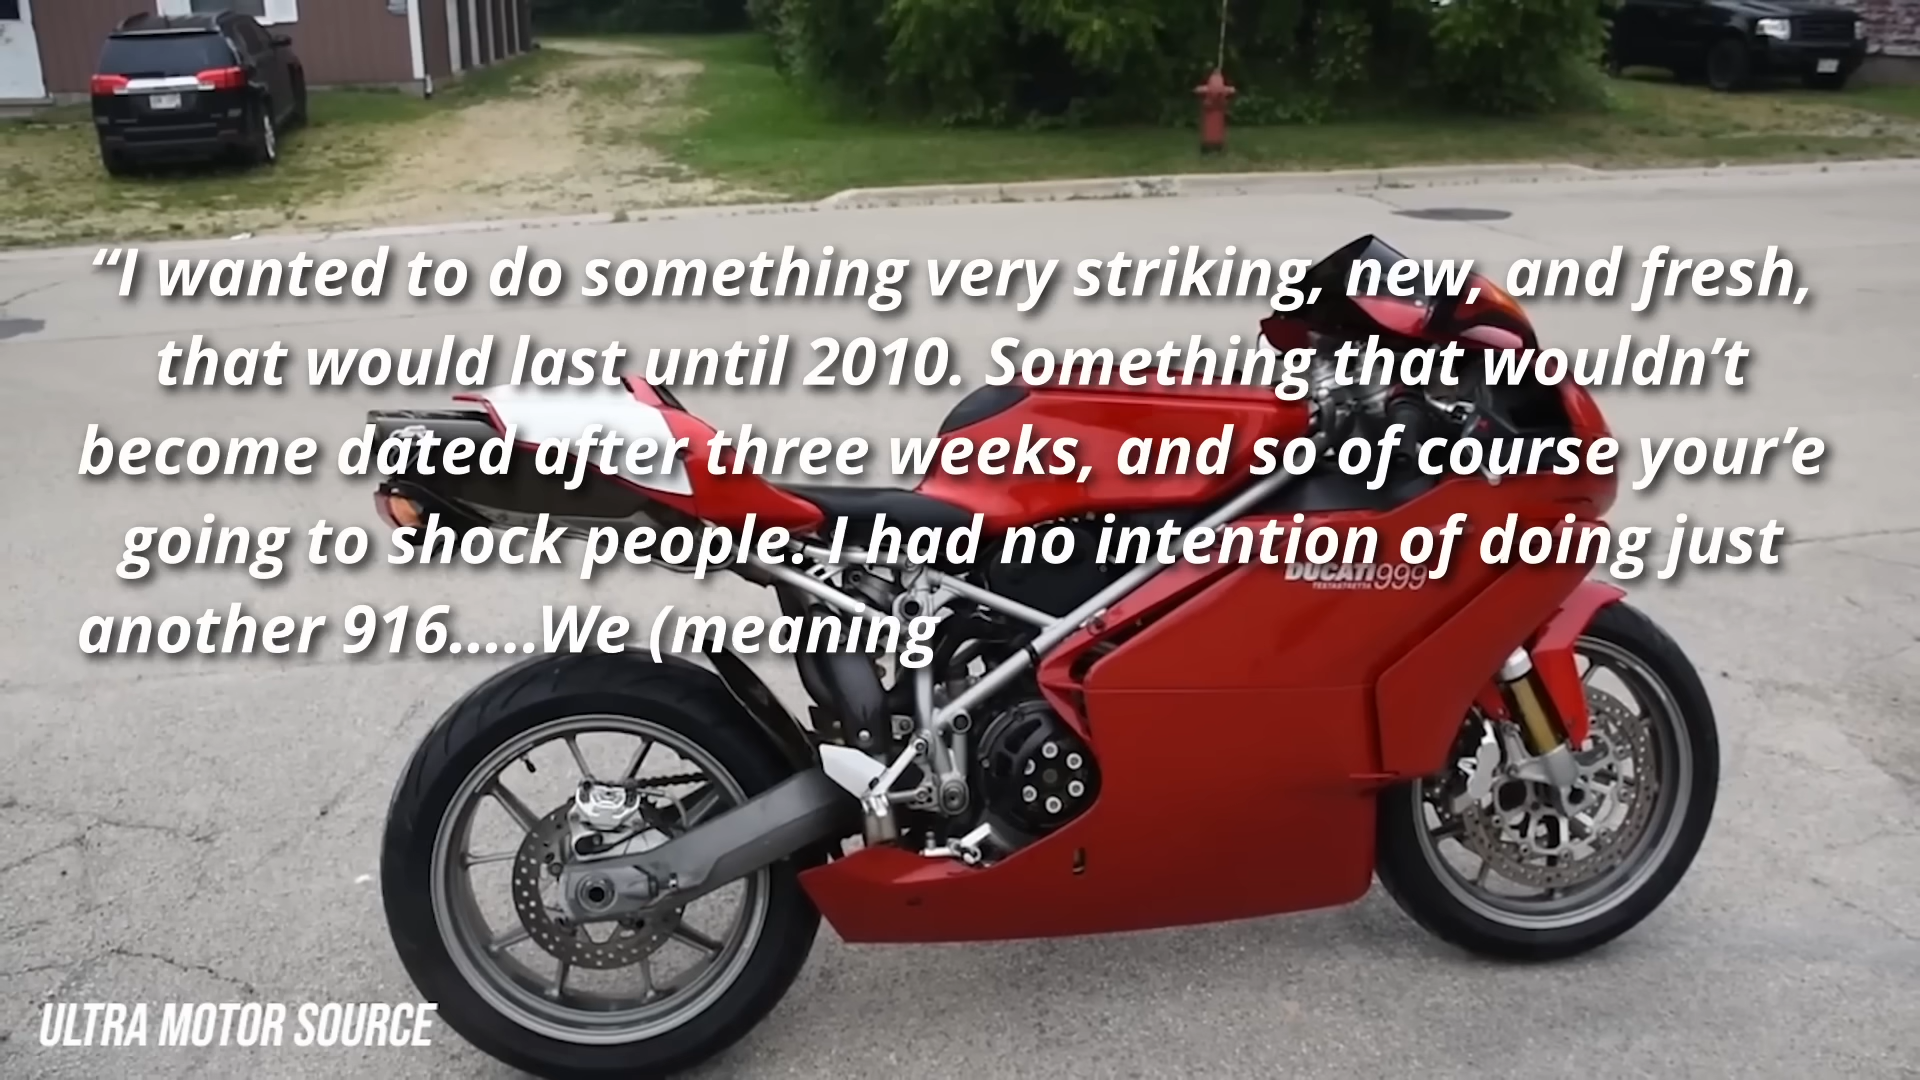 “I wanted to do something very striking, new, and fresh,
that would last until 2010. Something that wouldn’t
become dated after three weeks, and so of course your’e
going to shock people. I had no intention of doing just
another 916.....We (meaning
DUCATI 999
TESTASTRETTA
ULTRA MOTOR SOURCE